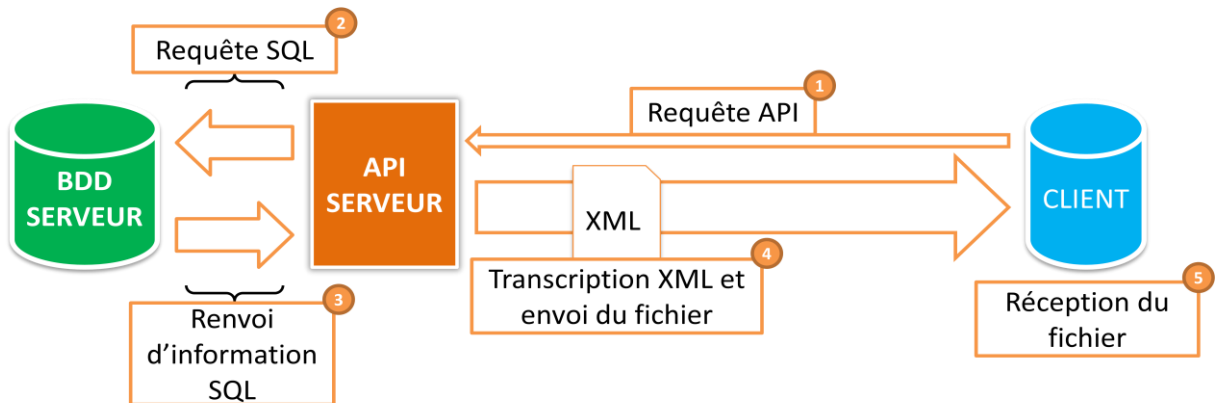 2
Requête SQL
1
Requête API
BDD
SERVEUR
API
SERVEUR
XML
CLIENT
4
Transcription XML et
envoi du fichier
3
Renvoi
d’information
SQL
5
Réception du
fichier